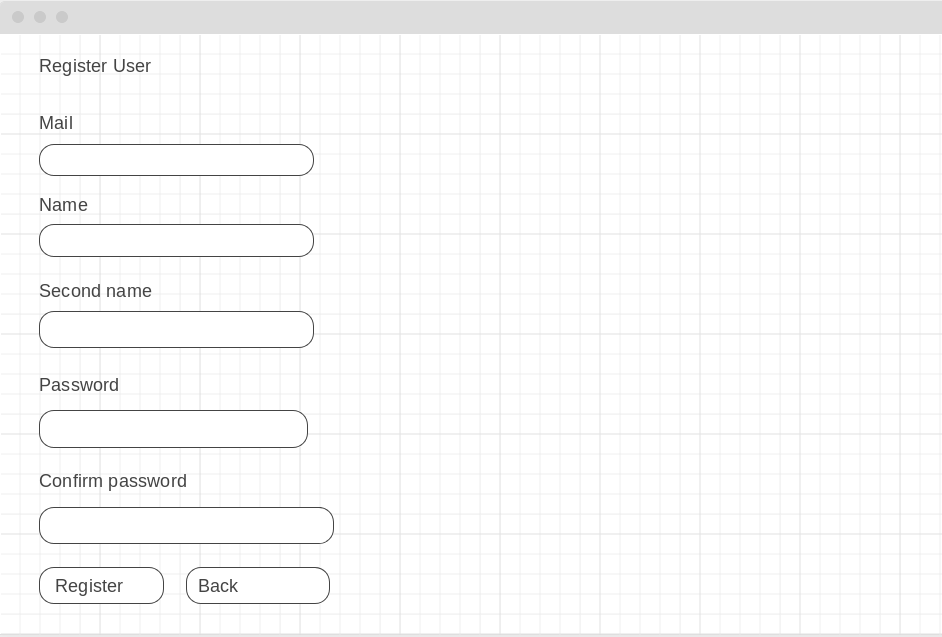 Register User
Mail
Name
Second name
Password
Confirm password
Register Back